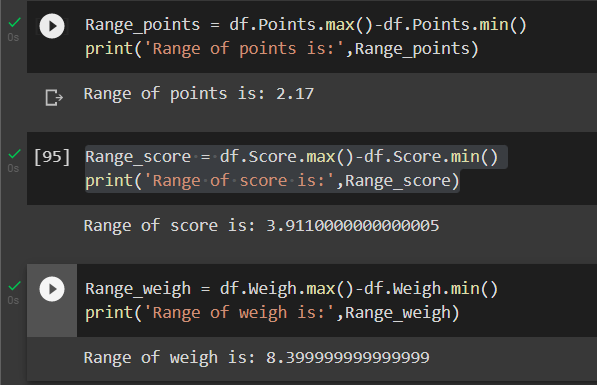 Range_points = df.Points.max()-df.Points.min()
0s
print('Range of points is:',Range_points)
Range of points is: 2.17
[95] Range_score = df.Score.max()-df.Score.min()
0s
print('Range of score is:',Range_score)
Range of score is: 3.9110000000000005
Range_weigh = df.Weigh.max()-df.Weigh.min()
0s
print('Range of weigh is:',Range_weigh)
Range of weigh is: 8.399999999999999